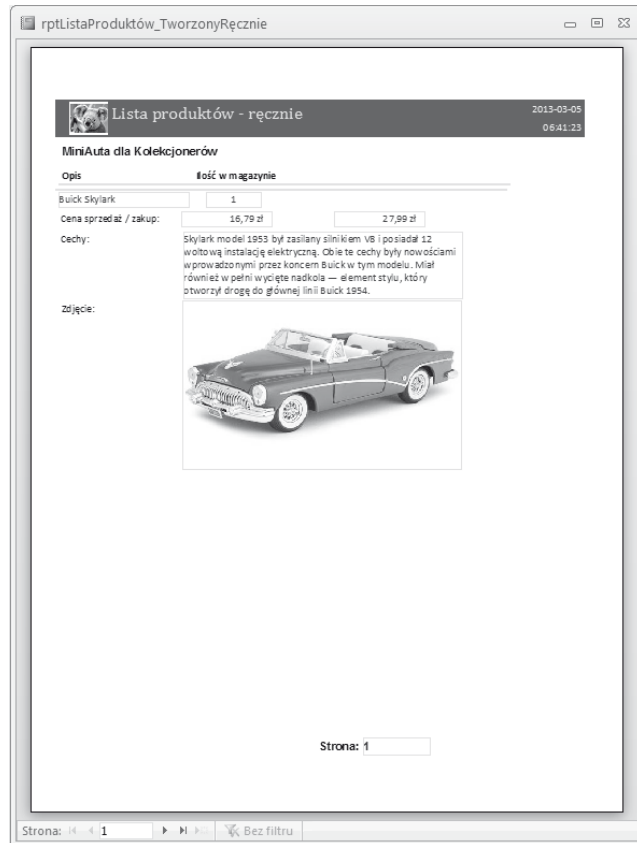 rptListaProduktów_TworzonyRęcznie
Lista produktów - ręcznie
2013-03-05
06:41:23
MiniAuta dla Kolekcjonerów
Opis Ilość w magazynie
Buick Skylark 1
Cena sprzedaż / zakup: 16,79 zł 27,99 zł
Cechy: Skylark model 1953 był zasilany silnikiem V8 i posiadał 12
woltową instalację elektryczną. Obie te cechy były nowościami
wprowadzonymi przez koncern Buick w tym modelu. Miał
również w pełni wycięte nadkola — element stylu, który
otworzył drogę do głównej linii Buick 1954.
Zdjęcie:
Strona: 1
Strona: 1 Bez filtru